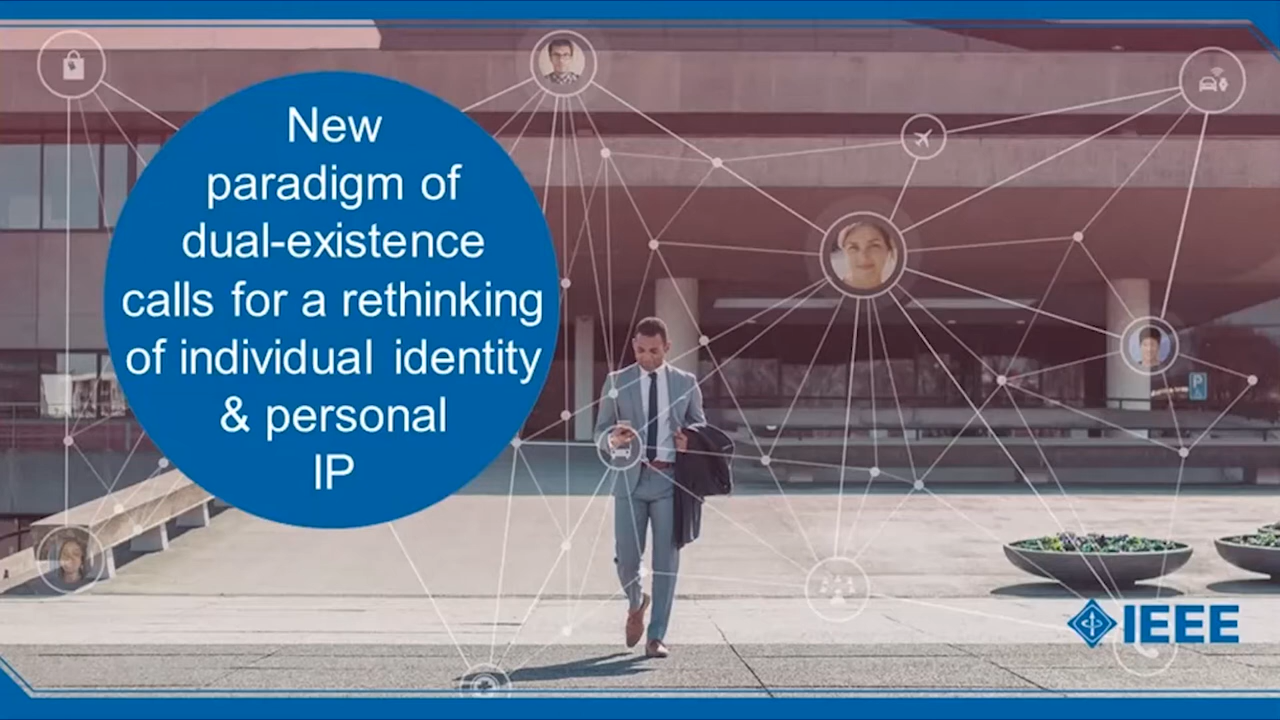 New
paradigm of
dual-existence
calls for a rethinking
of individual identity
& personal
IP
P
IEEE